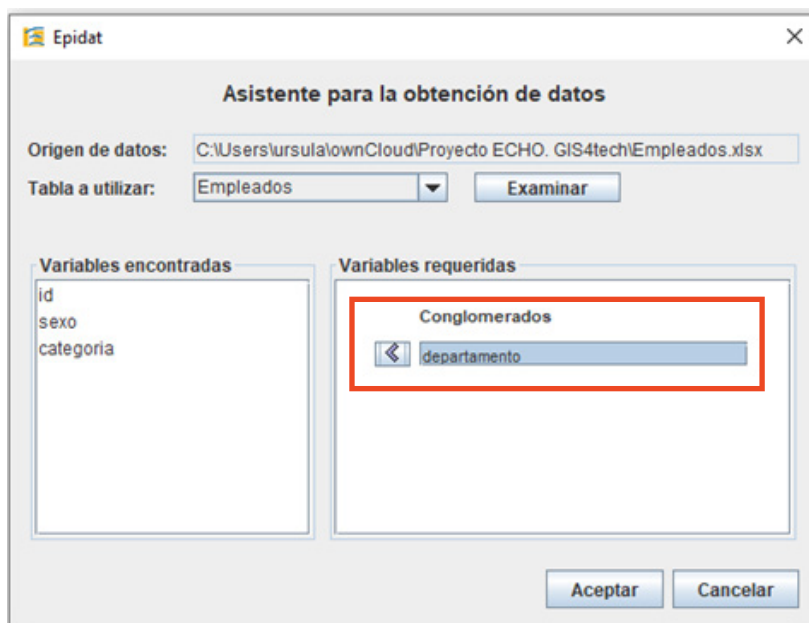 Epidat
Asistente para la obtención de datos
Origen de datos: C:\Users\ursula\ownCloud\Proyecto ECHO. GIS4tech\Empleados.xlsx
Tabla a utilizar: Empleados Examinar
Variables encontradas
id
sexo
categoria
Variables requeridas
Conglomerados
departamento
Aceptar Cancelar